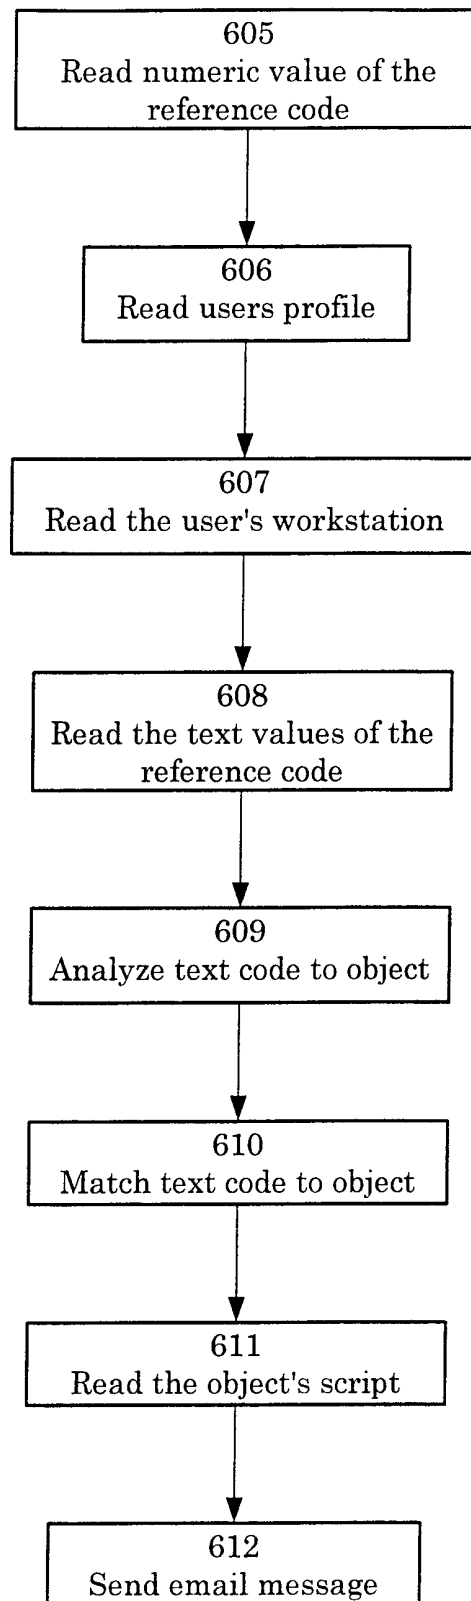 605
Read numeric value of the
reference code
606
Read users profile
607
Read the user's workstation
608
Read the text values of the
reference code
609
Analyze text code to object
610
Match text code to object
611
Read the object's script
612
Send email message